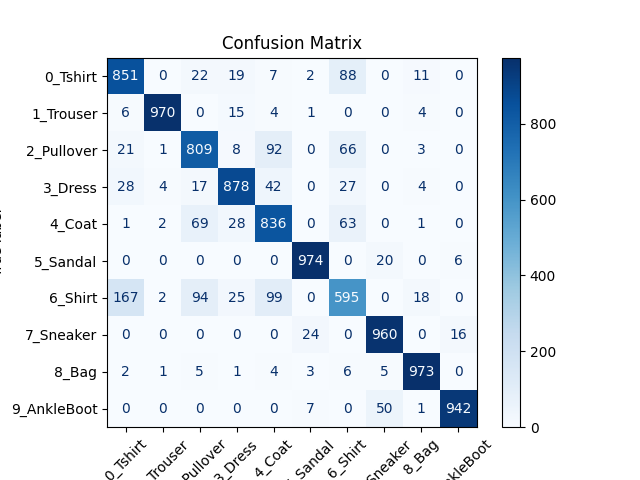 Confusion Matrix
0_Tshirt 851 0 22 19 7 2 88 0 11 0
1_Trouser 6 970 0 15 4 1 0 0 4 0
2_Pullover 21 1 809 8 92 0 66 0 3 0
3_Dress 28 4 17 878 42 0 27 0 4 0
4_Coat 1 2 69 28 836 0 63 0 1 0
5_Sandal 0 0 0 0 0 974 0 20 0 6
6_Shirt 167 2 94 25 99 0 595 0 18 0
7_Sneaker 0 0 0 0 0 24 0 960 0 16
8_Bag 2 1 5 1 4 3 6 5 973 0
9_AnkleBoot 0 0 0 0 0 7 0 50 1 942
0_Tshirt Trouser Pullover 3_Dress 4_Coat _Sandal 6_Shirt Sneaker 8_Bag kleBoot
800
600
400
200
0